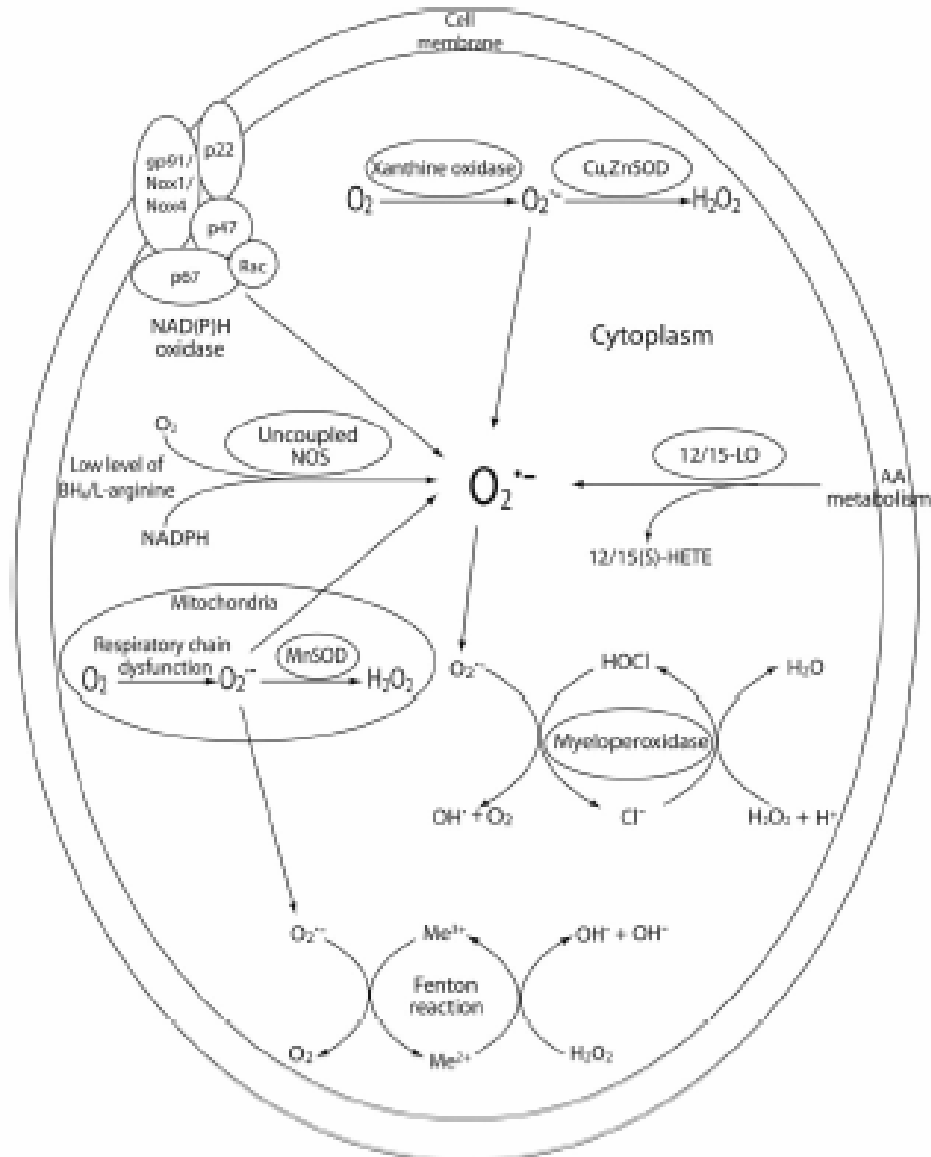 Cell
membrane
gp91/
Nox1/
Nox4
p22
p47
p67
Rac
NAD(P)H
oxidase
Xanthine oxidase
Cu,ZnSOD
O₂
O₂˙⁻
H₂O₂
Cytoplasm
O₂
Uncoupled
NOS
Low level of
BH₄/L-arginine
NADPH
O₂˙⁻
12/15-LO
AA
metabolism
12/15(S)-HETE
Mitochondria
Respiratory chain
dysfunction
MnSOD
O₂
O₂˙⁻
H₂O₂
O₂˙⁻
HOCl
H₂O
Myeloperoxidase
OH˙ + O₂
Cl⁻
H₂O₂ + H⁺
O₂˙⁻
OH˙ + OH⁻
Fenton
reaction
O₂
Me²⁺
H₂O₂